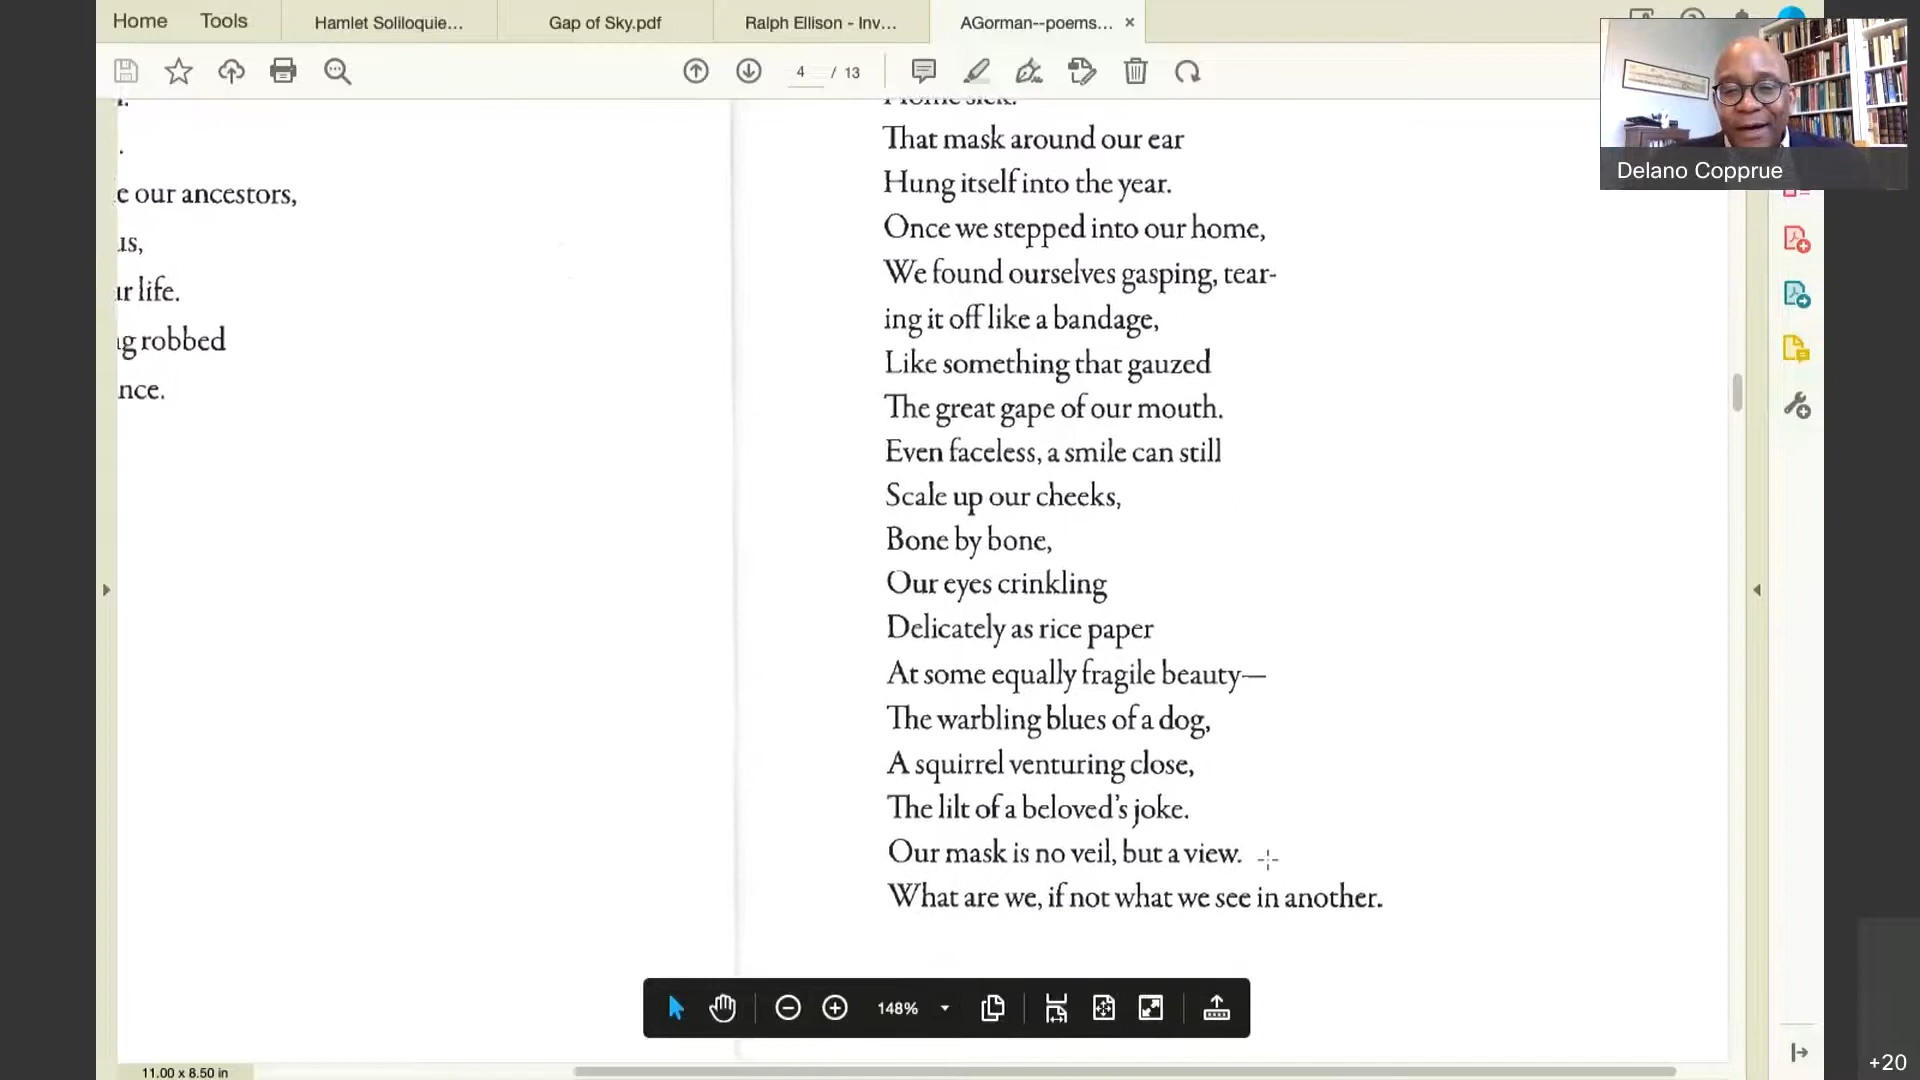 Home Tools Hamlet Soliloquie... Gap of Sky.pdf Ralph Ellison - Inv... AGorman--poems...
4 / 13
Delano Copprue
our ancestors,
life.
robbed
That mask around our ear
Hung itself into the year.
Once we stepped into our home,
We found ourselves gasping, tear-
ing it off like a bandage,
Like something that gauzed
The great gape of our mouth.
Even faceless, a smile can still
Scale up our cheeks,
Bone by bone,
Our eyes crinkling
Delicately as rice paper
At some equally fragile beauty—
The warbling blues of a dog,
A squirrel venturing close,
The lilt of a beloved's joke.
Our mask is no veil, but a view.
What are we, if not what we see in another.
148%
11.00 x 8.50 in
+20